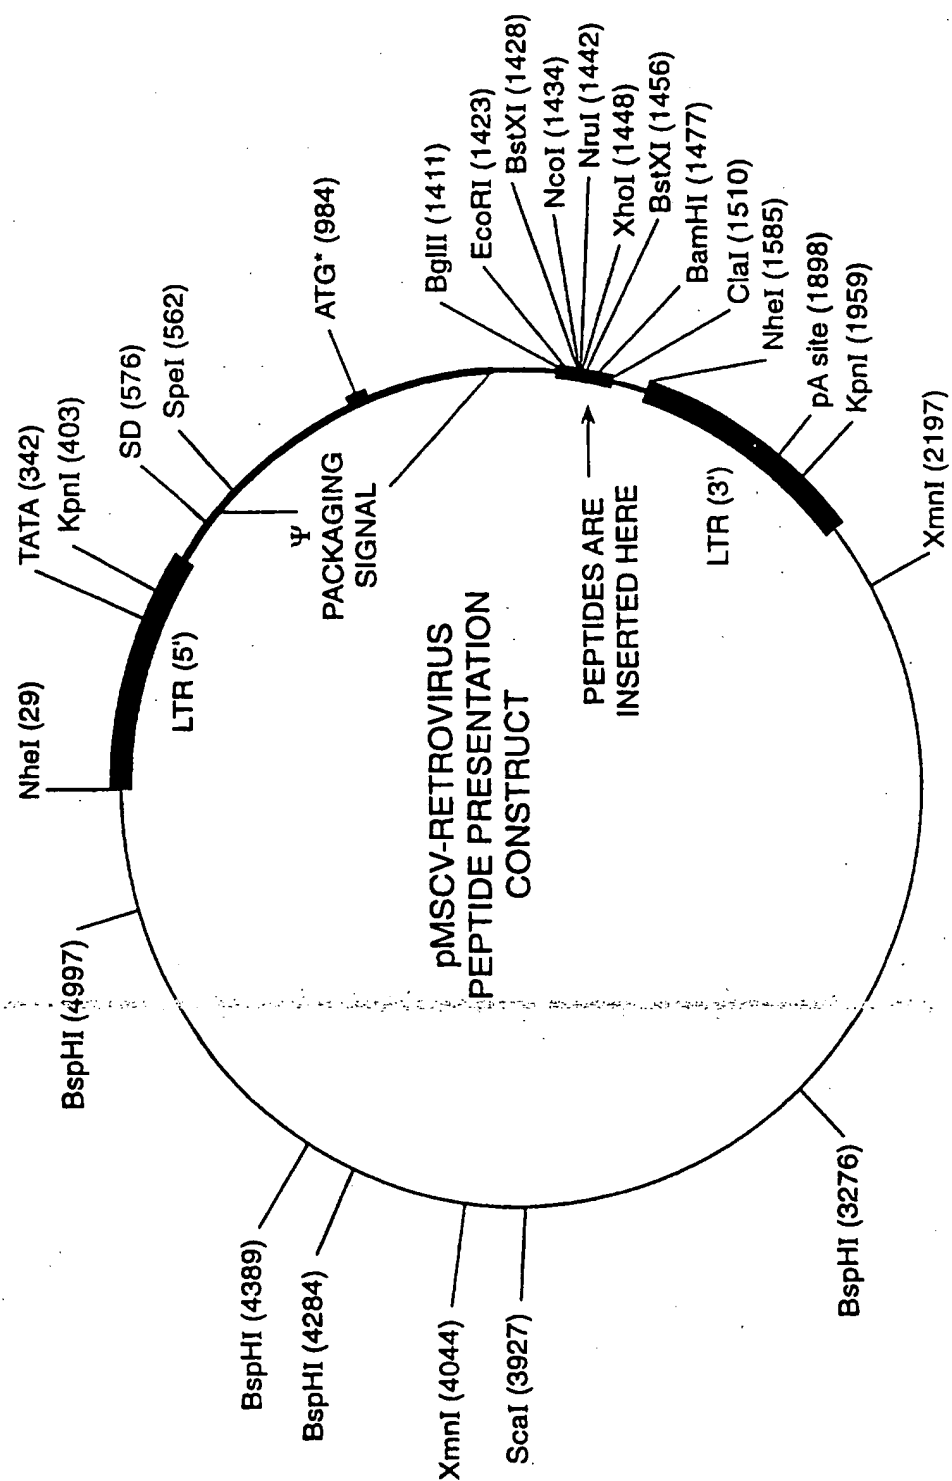 NheI (29)
TATA (342)
KpnI (403)
SD (576)
SpeI (562)
ATG* (984)
BglII (1411)
EcoRI (1423)
BstXI (1428)
NcoI (1434)
NruI (1442)
XhoI (1448)
BstXI (1456)
BamHI (1477)
ClaI (1510)
NheI (1585)
pA site (1898)
KpnI (1959)
XmnI (2197)
BspHI (3276)
ScaI (3927)
XmnI (4044)
BspHI (4284)
BspHI (4389)
BspHI (4997)
LTR (5')
Ψ
PACKAGING
SIGNAL
PEPTIDES ARE
INSERTED HERE
LTR (3')
pMSCV-RETROVIRUS
PEPTIDE PRESENTATION
CONSTRUCT